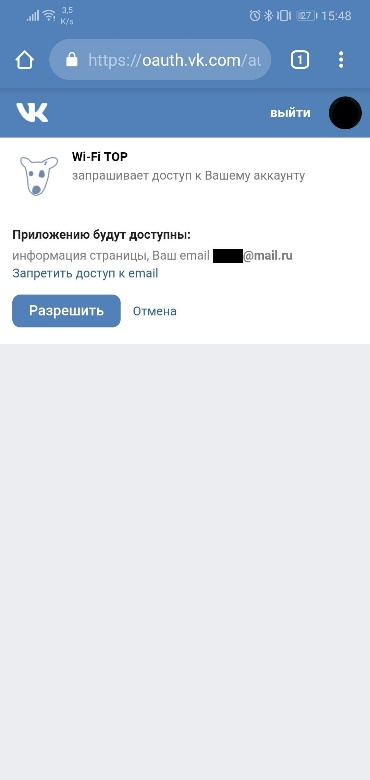 3,5
K/s
27 15:48
https://oauth.vk.com/au
1
VK
выйти
Wi-Fi TOP
запрашивает доступ к Вашему аккаунту
Приложению будут доступны:
информация страницы, Ваш email @mail.ru
Запретить доступ к email
Разрешить Отмена